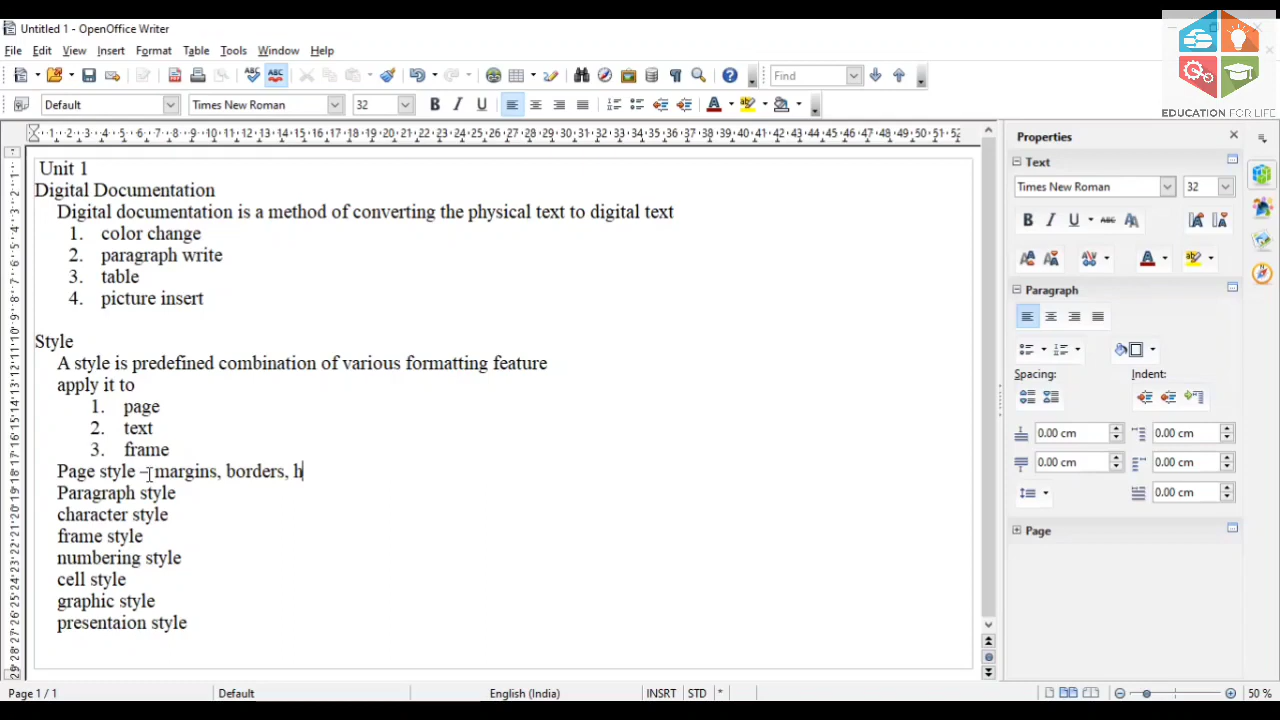 Untitled 1 - OpenOffice Writer
File Edit View Insert Format Table Tools Window Help
Find
Default Times New Roman 32
Unit 1
Digital Documentation
Digital documentation is a method of converting the physical text to digital text
1. color change
2. paragraph write
3. table
4. picture insert
Style
A style is predefined combination of various formatting feature
apply it to
1. page
2. text
3. frame
Page style – margins, borders, h
Paragraph style
character style
frame style
numbering style
cell style
graphic style
presentaion style
Properties
Text
Times New Roman 32
Paragraph
Spacing: Indent:
0.00 cm 0.00 cm
0.00 cm 0.00 cm
0.00 cm
Page
Page 1 / 1 Default English (India) INSRT STD * 50 %
EDUCATION FOR LIFE